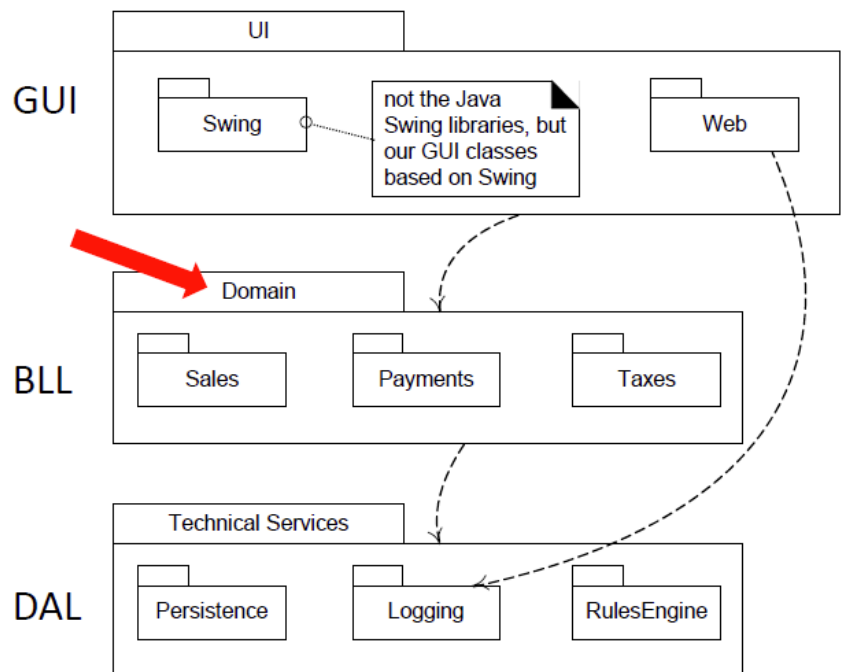 UI
GUI
Swing
not the Java
Swing libraries, but
our GUI classes
based on Swing
Web
Domain
BLL
Sales
Payments
Taxes
Technical Services
DAL
Persistence
Logging
RulesEngine